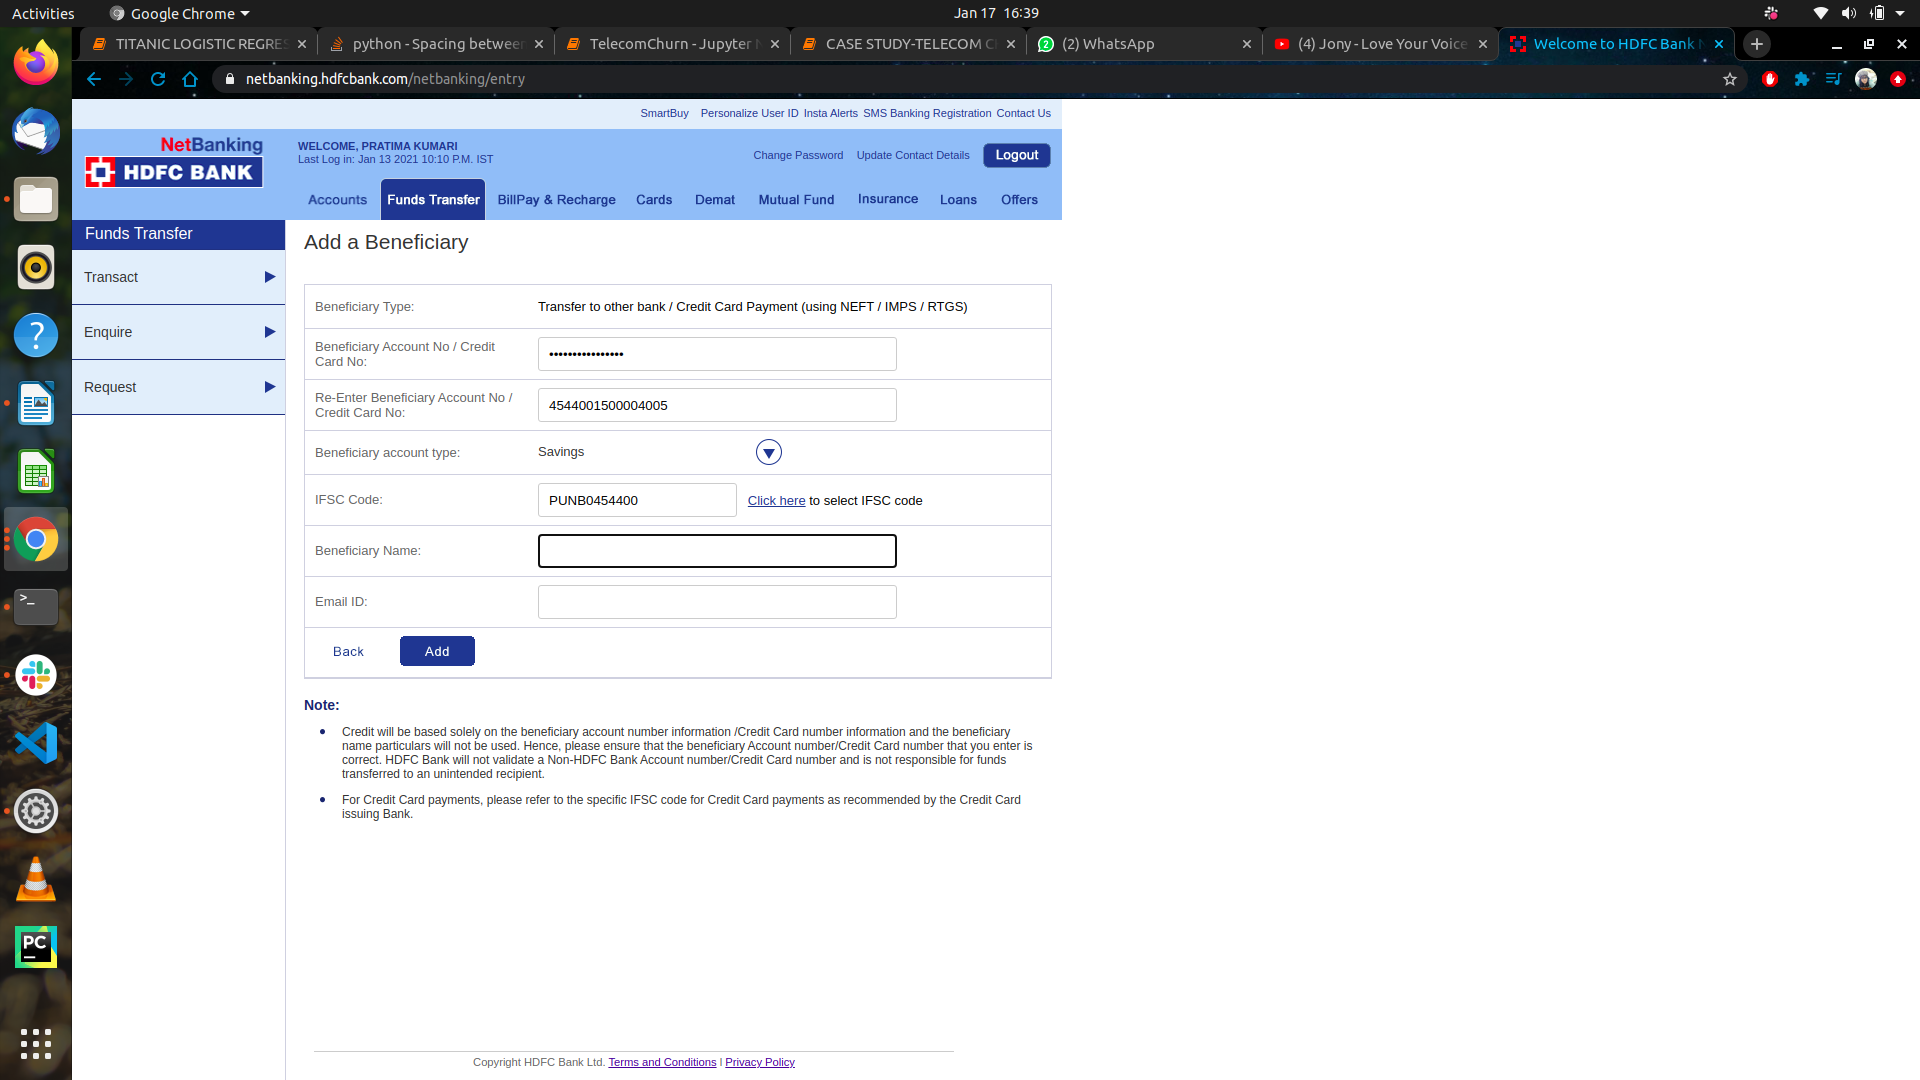 Activities
Google Chrome
Jan 17 16:39
TITANIC LOGISTIC REGRES
python - Spacing between
TelecomChurn - Jupyter N
CASE STUDY-TELECOM C
(2) WhatsApp
(4) Jony - Love Your Voice
Welcome to HDFC Bank N
netbanking.hdfcbank.com/netbanking/entry
SmartBuy Personalize User ID Insta Alerts SMS Banking Registration Contact Us
NetBanking
HDFC BANK
WELCOME, PRATIMA KUMARI
Last Log in: Jan 13 2021 10:10 P.M. IST
Change Password Update Contact Details Logout
Accounts Funds Transfer BillPay & Recharge Cards Demat Mutual Fund Insurance Loans Offers
Funds Transfer
Transact
Enquire
Request
Add a Beneficiary
Beneficiary Type: Transfer to other bank / Credit Card Payment (using NEFT / IMPS / RTGS)
Beneficiary Account No / Credit
Card No:
••••••••••••••••
Re-Enter Beneficiary Account No /
Credit Card No:
4544001500004005
Beneficiary account type: Savings
IFSC Code: PUNB0454400 Click here to select IFSC code
Beneficiary Name:
Email ID:
Back Add
Note:
• Credit will be based solely on the beneficiary account number information /Credit Card number information and the beneficiary
name particulars will not be used. Hence, please ensure that the beneficiary Account number/Credit Card number that you enter is
correct. HDFC Bank will not validate a Non-HDFC Bank Account number/Credit Card number and is not responsible for funds
transferred to an unintended recipient.
• For Credit Card payments, please refer to the specific IFSC code for Credit Card payments as recommended by the Credit Card
issuing Bank.
PC
Copyright HDFC Bank Ltd. Terms and Conditions I Privacy Policy